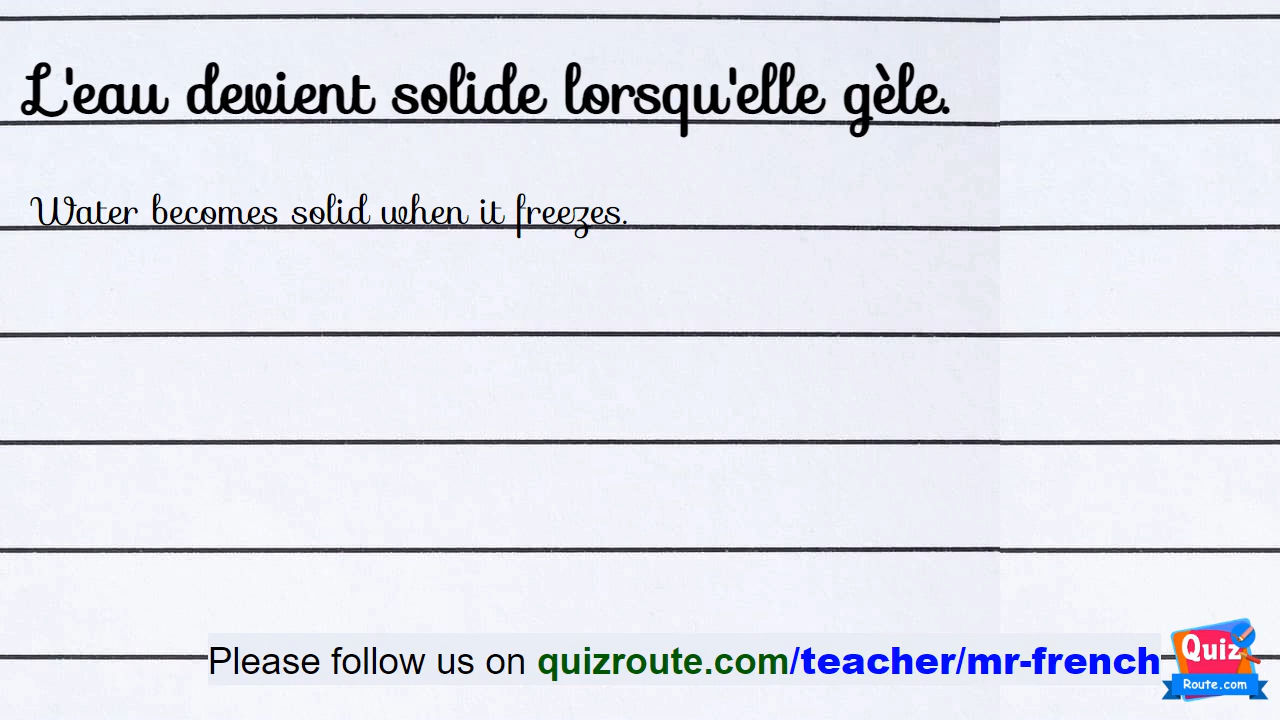 L'eau devient solide lorsqu'elle gèle.
Water becomes solid when it freezes.
Please follow us on quizroute.com/teacher/mr-french
Quiz
Route.com